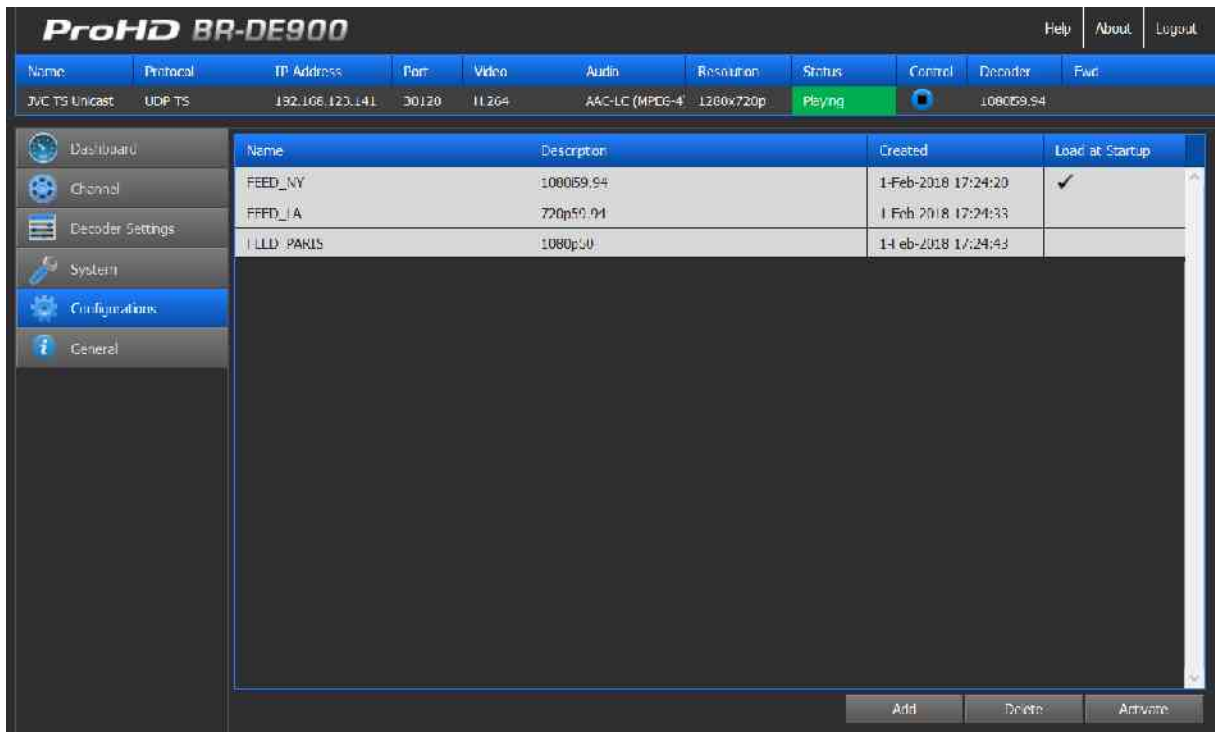 ProHD BR-DE900
Help About Logout
Name Protocol IP Address Port Video Audio Resolution Status Control Decoder Fwd
JVC TS Unicast UDP TS 192.168.123.141 30120 H.264 AAC-LC (MPEG-4) 1280x720p Playing 1080i59.94
Dashboard
Channel
Decoder Settings
System
Configurations
General
Name Description Created Load at Startup
FEED_NY 1080i59.94 1-Feb-2018 17:24:20 ✓
FEED_LA 720p59.94 1-Feb-2018 17:24:33
FEED_PARIS 1080p50 1-Feb-2018 17:24:43
Add Delete Activate